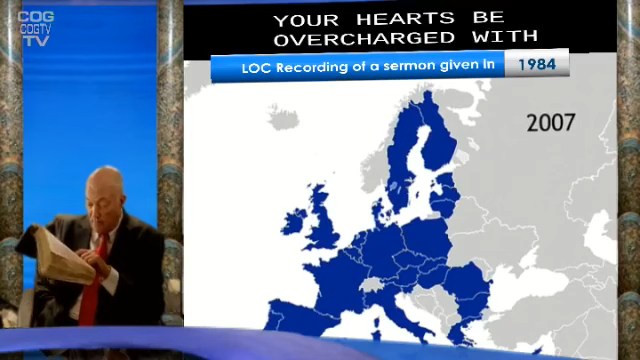 COG
COGTV
TV
YOUR HEARTS BE
OVERCHARGED WITH
LOC Recording of a sermon given in 1984
2007